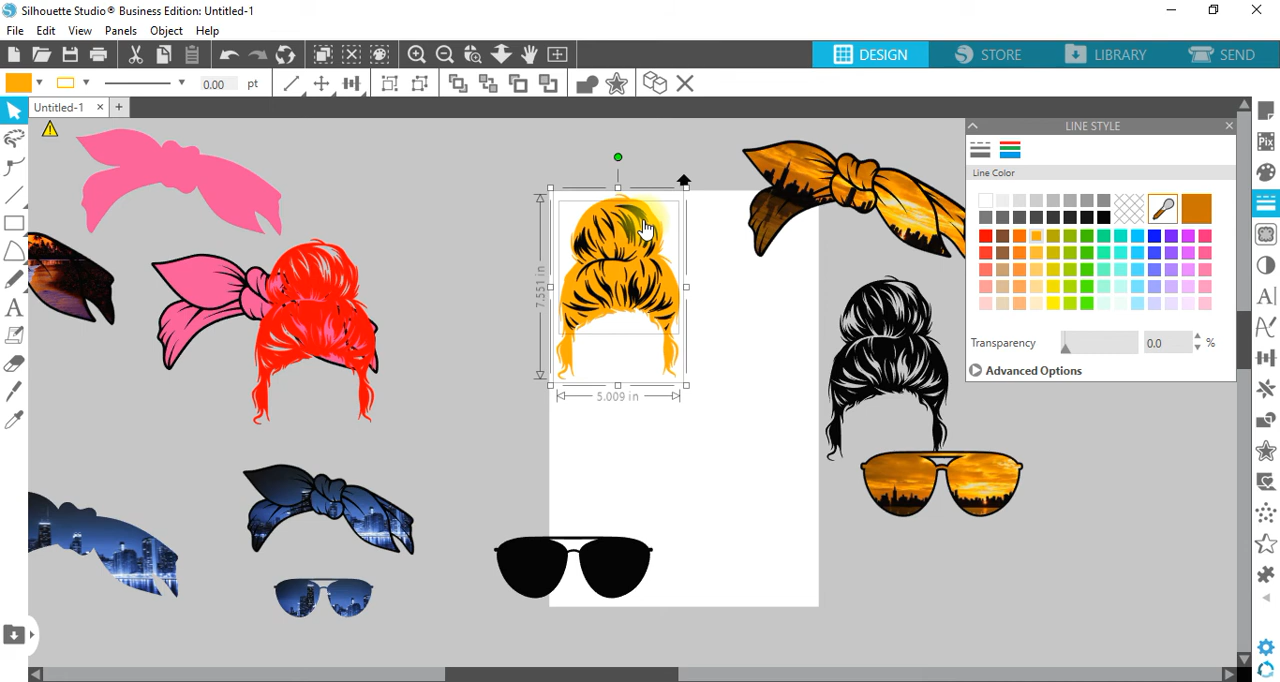 Silhouette Studio® Business Edition: Untitled-1
File Edit View Panels Object Help
DESIGN STORE LIBRARY SEND
0.00 pt
Untitled-1
LINE STYLE
Line Color
7.551 in
5.009 in
Transparency 0.0 %
Advanced Options